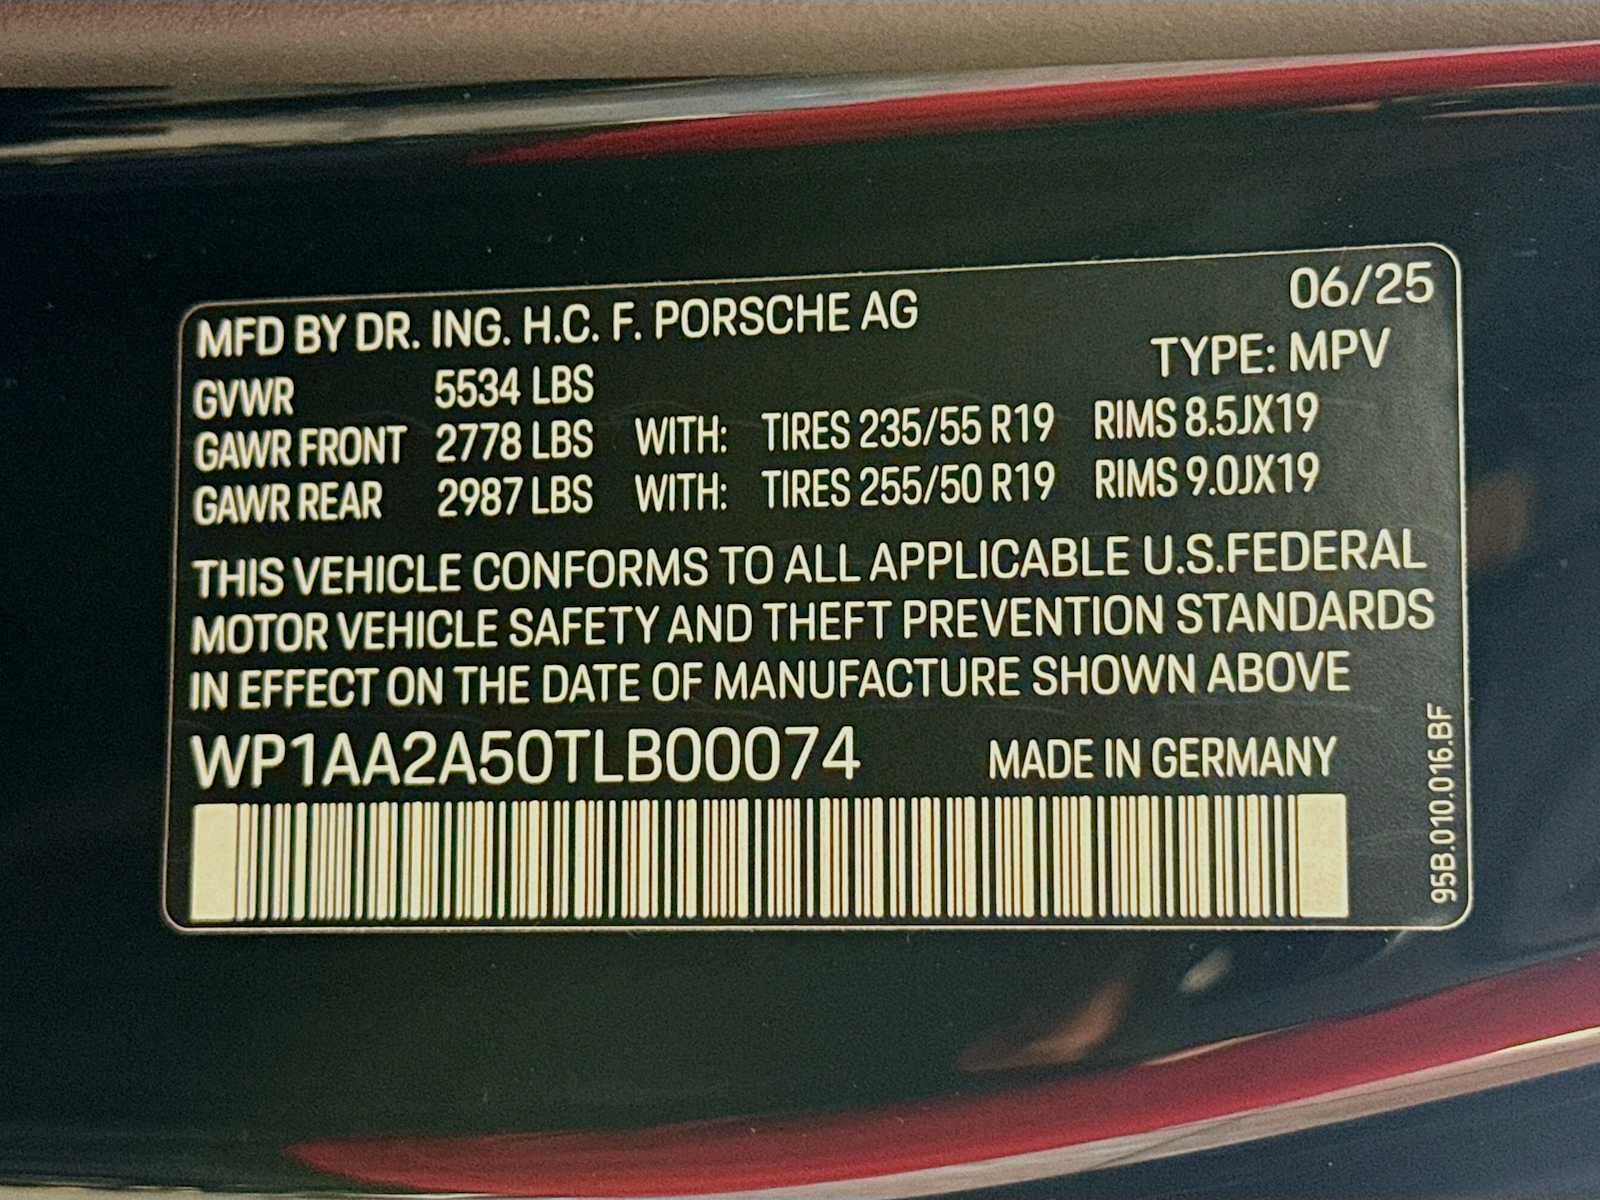 MFD BY DR. ING. H.C. F. PORSCHE AG 06/25
TYPE: MPV
GVWR 5534 LBS
GAWR FRONT 2778 LBS WITH: TIRES 235/55 R19 RIMS 8.5JX19
GAWR REAR 2987 LBS WITH: TIRES 255/50 R19 RIMS 9.0JX19
THIS VEHICLE CONFORMS TO ALL APPLICABLE U.S.FEDERAL
MOTOR VEHICLE SAFETY AND THEFT PREVENTION STANDARDS
IN EFFECT ON THE DATE OF MANUFACTURE SHOWN ABOVE
WP1AA2A50TLB00074 MADE IN GERMANY
95B.010.016.BF